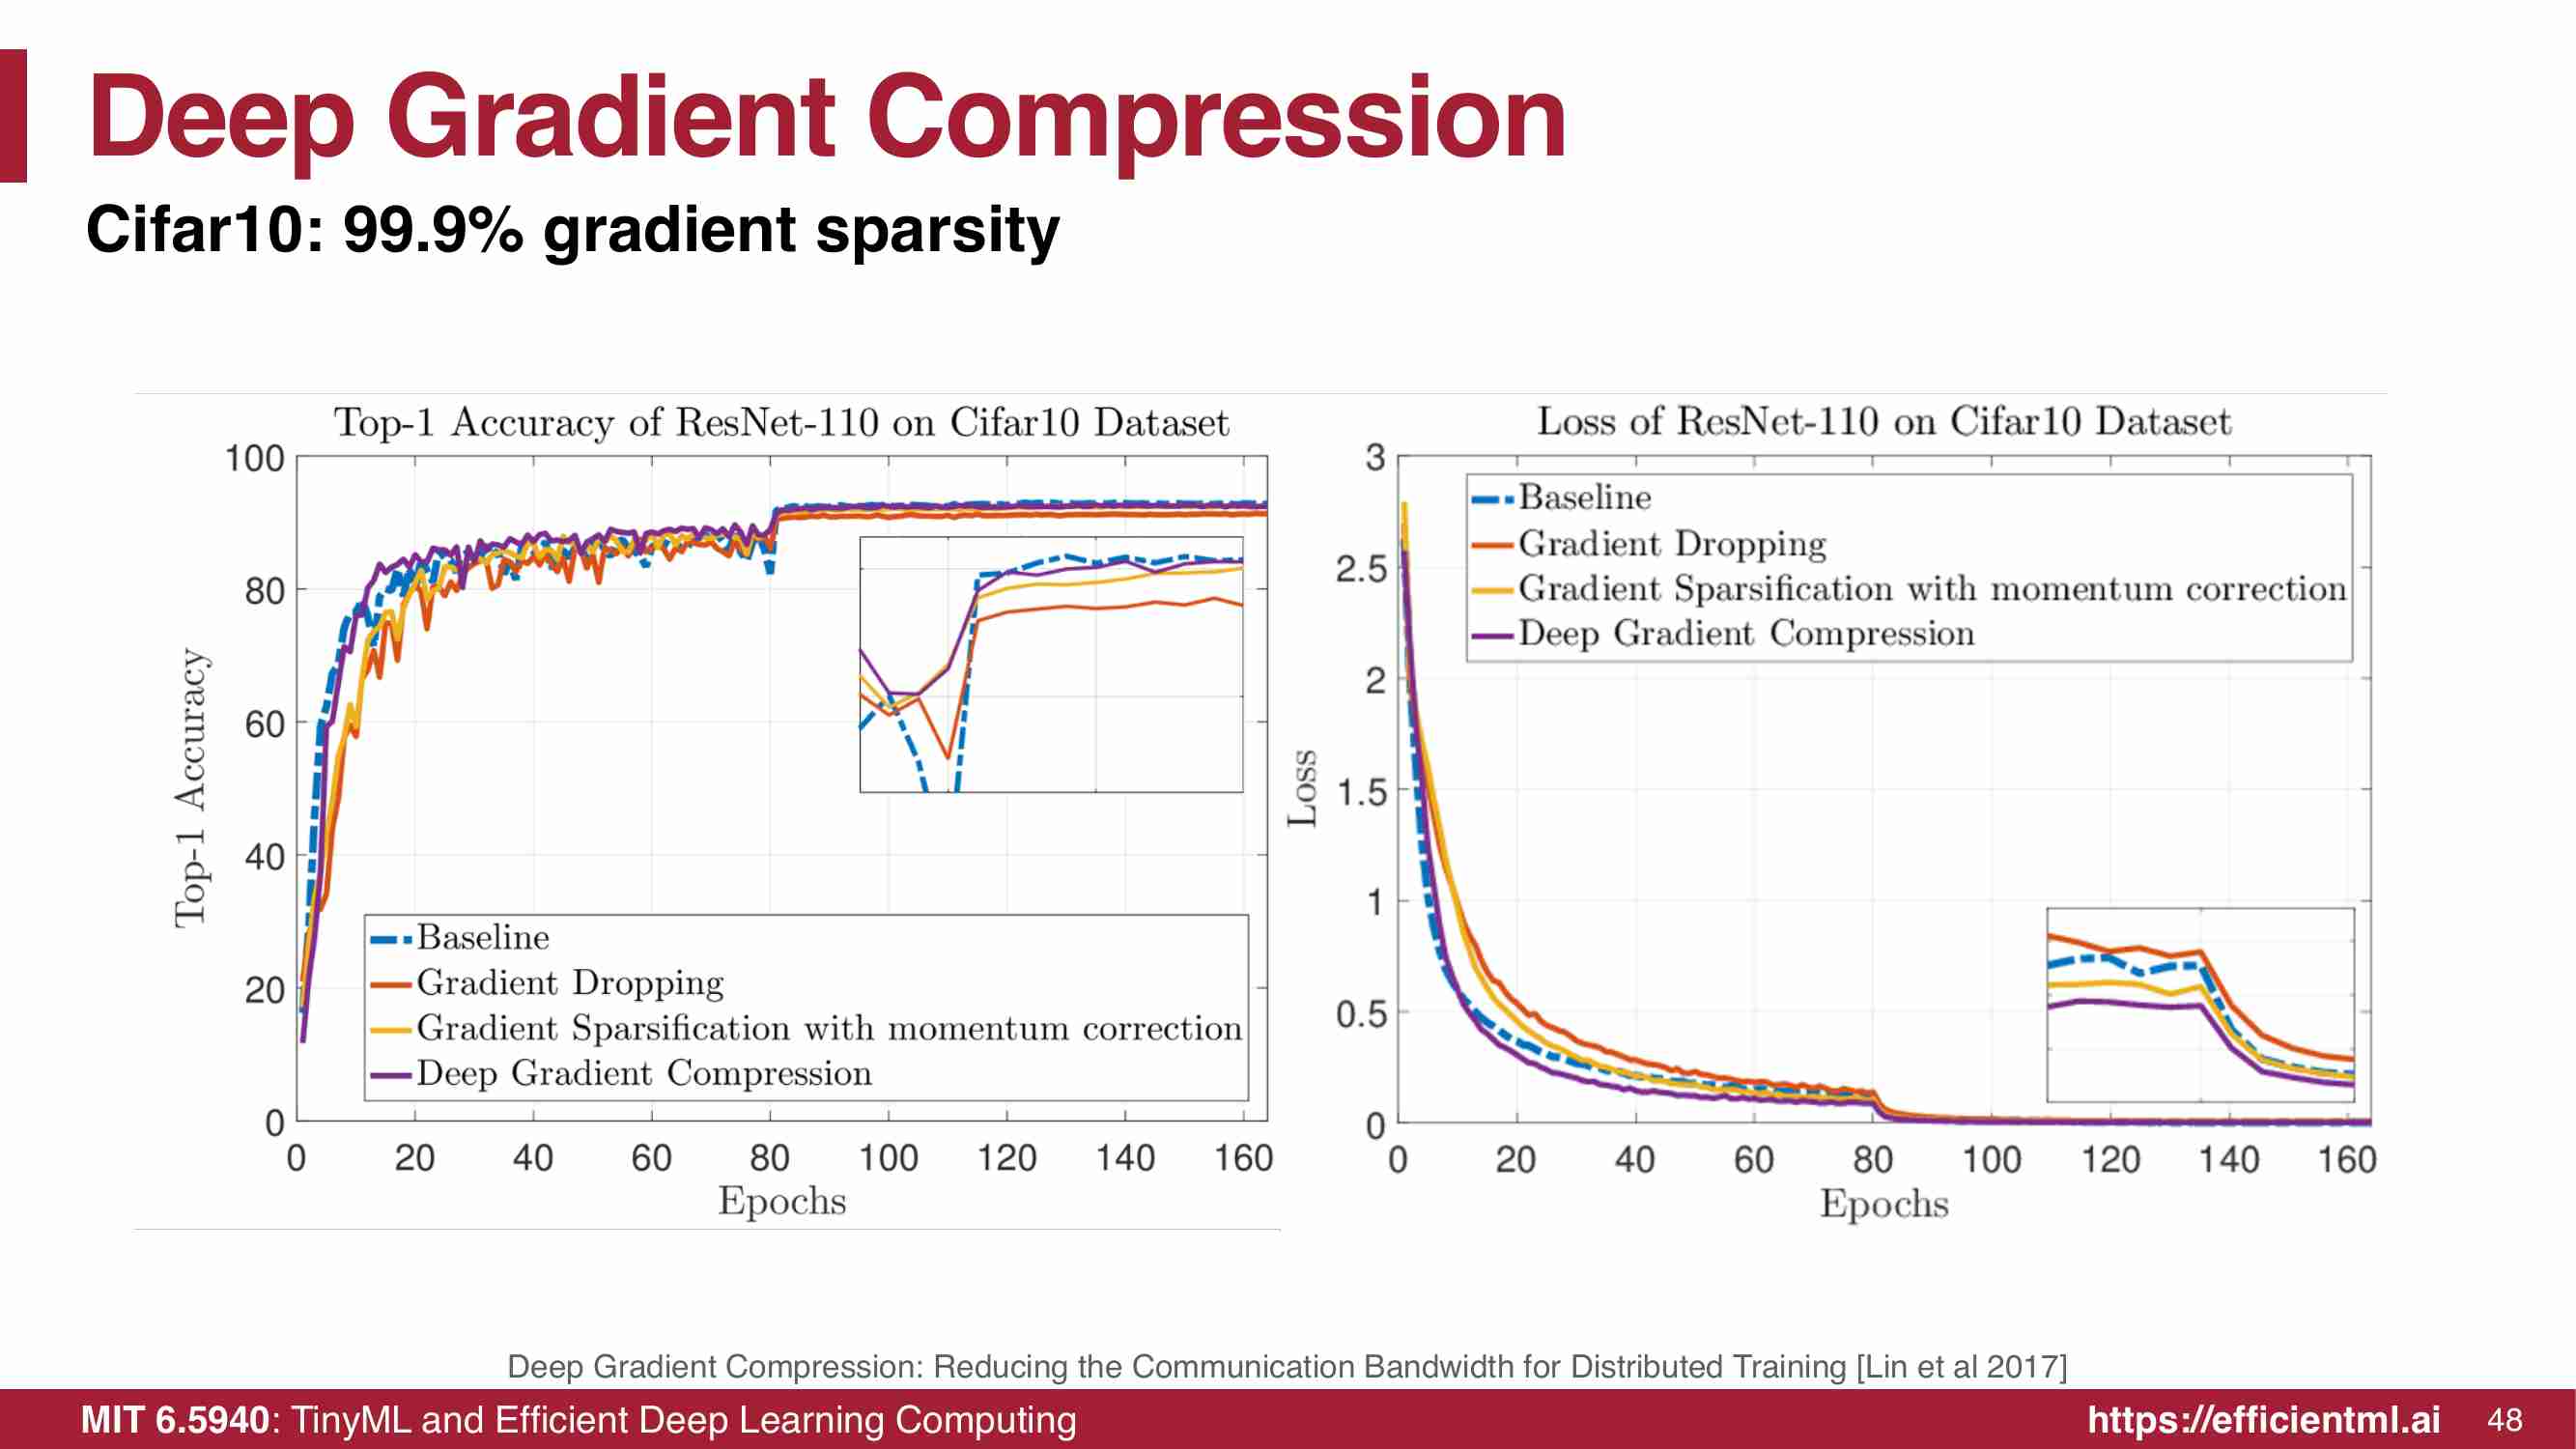 Deep Gradient Compression
Cifar10: 99.9% gradient sparsity
Top-1 Accuracy of ResNet-110 on Cifar10 Dataset
100
80
60
40
20
0
Top-1 Accuracy
Baseline
Gradient Dropping
Gradient Sparsification with momentum correction
Deep Gradient Compression
0 20 40 60 80 100 120 140 160
Epochs
Loss of ResNet-110 on Cifar10 Dataset
3
2.5
2
1.5
1
0.5
0
Loss
Baseline
Gradient Dropping
Gradient Sparsification with momentum correction
Deep Gradient Compression
0 20 40 60 80 100 120 140 160
Epochs
Deep Gradient Compression: Reducing the Communication Bandwidth for Distributed Training [Lin et al 2017]
MIT 6.5940: TinyML and Efficient Deep Learning Computing
https://efficientml.ai 48